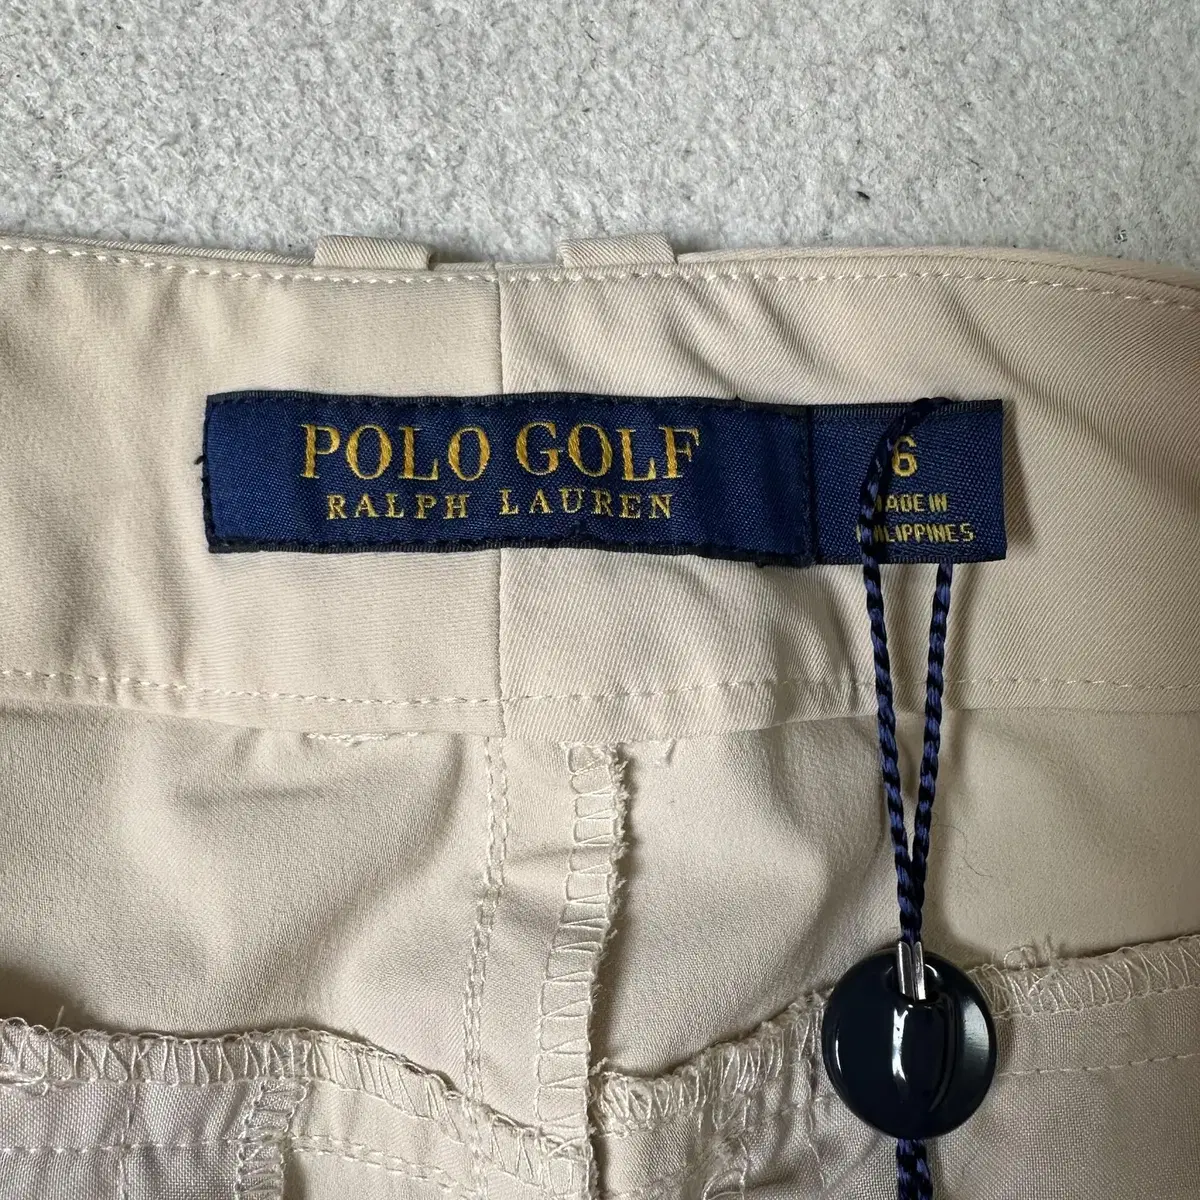 POLO GOLF
RALPH LAUREN
6
MADE IN
PHILIPPINES